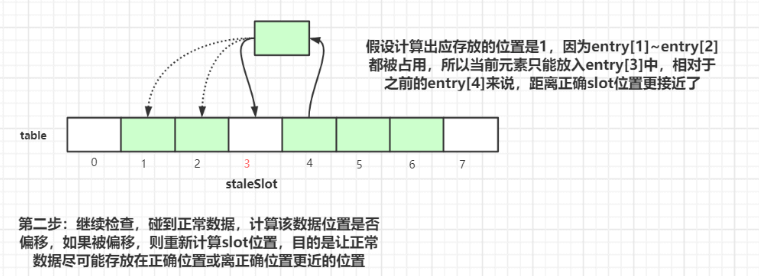 假设计算出应存放的位置是1，因为entry[1]~entry[2]
都被占用，所以当前元素只能放入entry[3]中，相对于
之前的entry[4]来说，距离正确slot位置更接近了
table
0 1 2 3 4 5 6 7
staleSlot
第二步：继续检查，碰到正常数据，计算该数据位置是否
偏移，如果被偏移，则重新计算slot位置，目的是让正常
数据尽可能存放在正确位置或离正确位置更近的位置